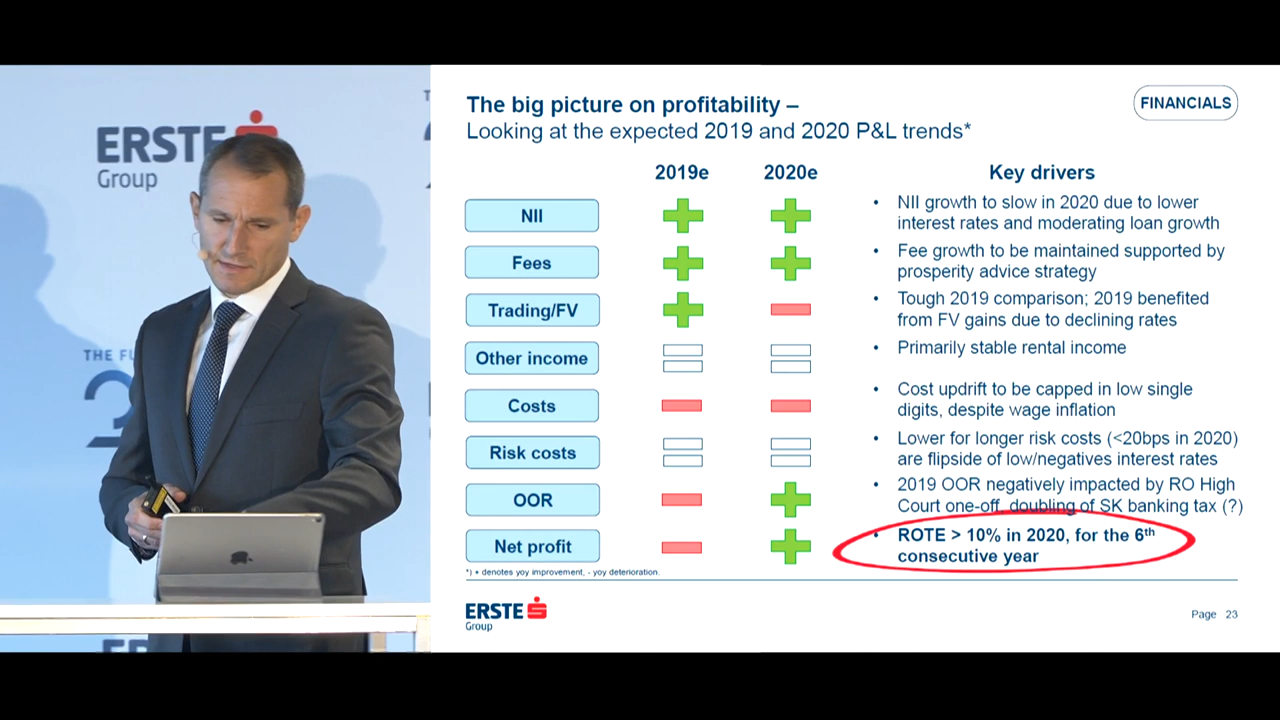 ERSTE
Group
THE FU
The big picture on profitability –
Looking at the expected 2019 and 2020 P&L trends*
FINANCIALS
2019e 2020e Key drivers
NII
• NII growth to slow in 2020 due to lower
interest rates and moderating loan growth
Fees
• Fee growth to be maintained supported by
prosperity advice strategy
Trading/FV
• Tough 2019 comparison; 2019 benefited
from FV gains due to declining rates
Other income
• Primarily stable rental income
Costs
• Cost updrift to be capped in low single
digits, despite wage inflation
Risk costs
• Lower for longer risk costs (<20bps in 2020)
are flipside of low/negatives interest rates
OOR
• 2019 OOR negatively impacted by RO High
Court one-off, doubling of SK banking tax (?)
Net profit
• ROTE > 10% in 2020, for the 6th
consecutive year
*) + denotes yoy improvement, - yoy deterioration.
ERSTE
Group
Page 23